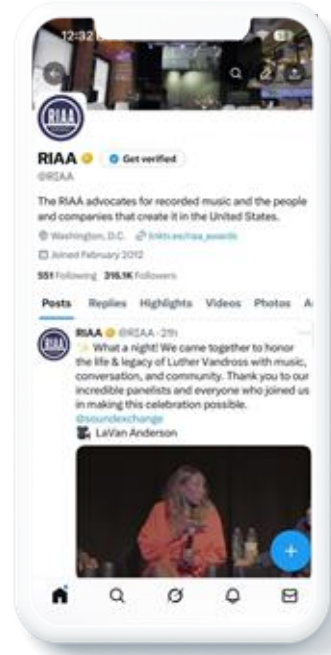 12:32
RIAA
RIAA Get verified
@RIAA
The RIAA advocates for recorded music and the people
and companies that create it in the United States.
Washington, D.C. linktr.ee/riaa_awards
Joined February 2012
551 Following 316.1K Followers
Posts Replies Highlights Videos Photos A
RIAA @RIAA · 21h
What a night! We came together to honor
the life & legacy of Luther Vandross with music,
conversation, and community. Thank you to our
incredible panelists and everyone who joined us
in making this celebration possible.
@soundexchange
LaVan Anderson